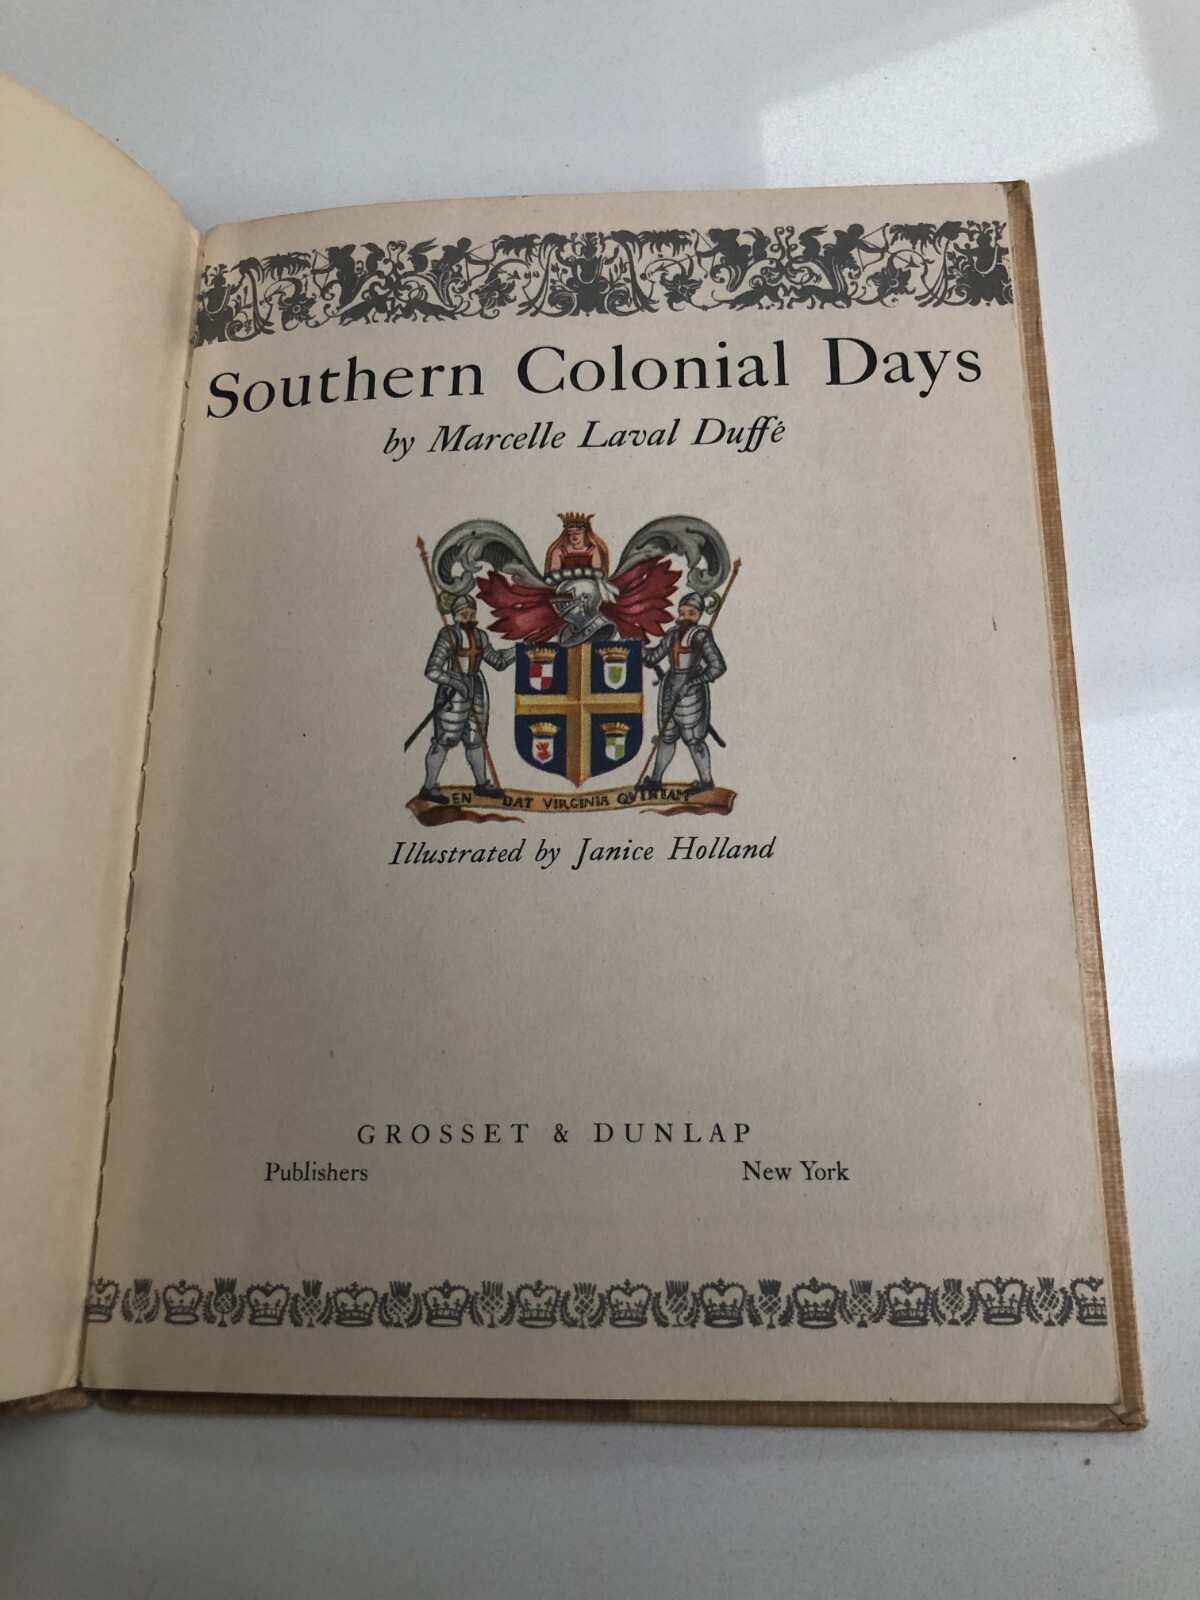 Southern Colonial Days
by Marcelle Laval Duffé
EN DAT VIRGINIA QVINTAM
Illustrated by Janice Holland
GROSSET & DUNLAP
Publishers New York